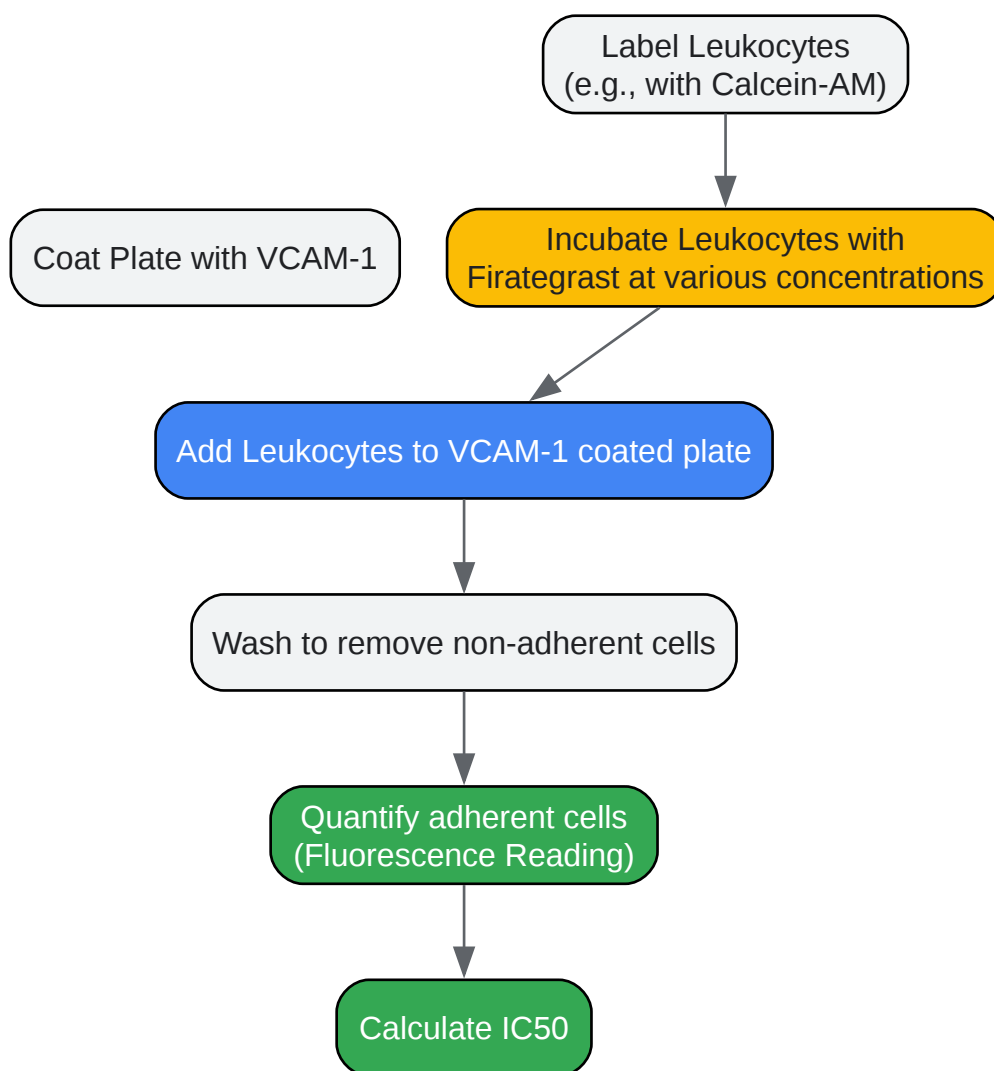 Label Leukocytes
(e.g., with Calcein-AM)
Coat Plate with VCAM-1
Incubate Leukocytes with
Firategrast at various concentrations
Add Leukocytes to VCAM-1 coated plate
Wash to remove non-adherent cells
Quantify adherent cells
(Fluorescence Reading)
Calculate IC50